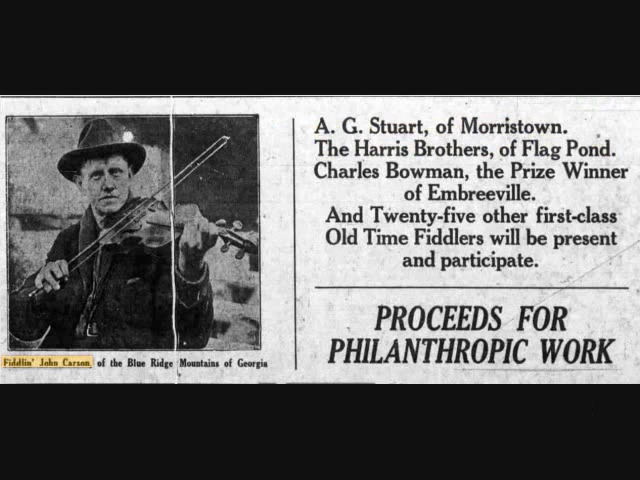 A. G. Stuart, of Morristown.
The Harris Brothers, of Flag Pond.
Charles Bowman, the Prize Winner
of Embreeville.
And Twenty-five other first-class
Old Time Fiddlers will be present
and participate.
PROCEEDS FOR
PHILANTHROPIC WORK
Fiddlin' John Carson, of the Blue Ridge Mountains of Georgia